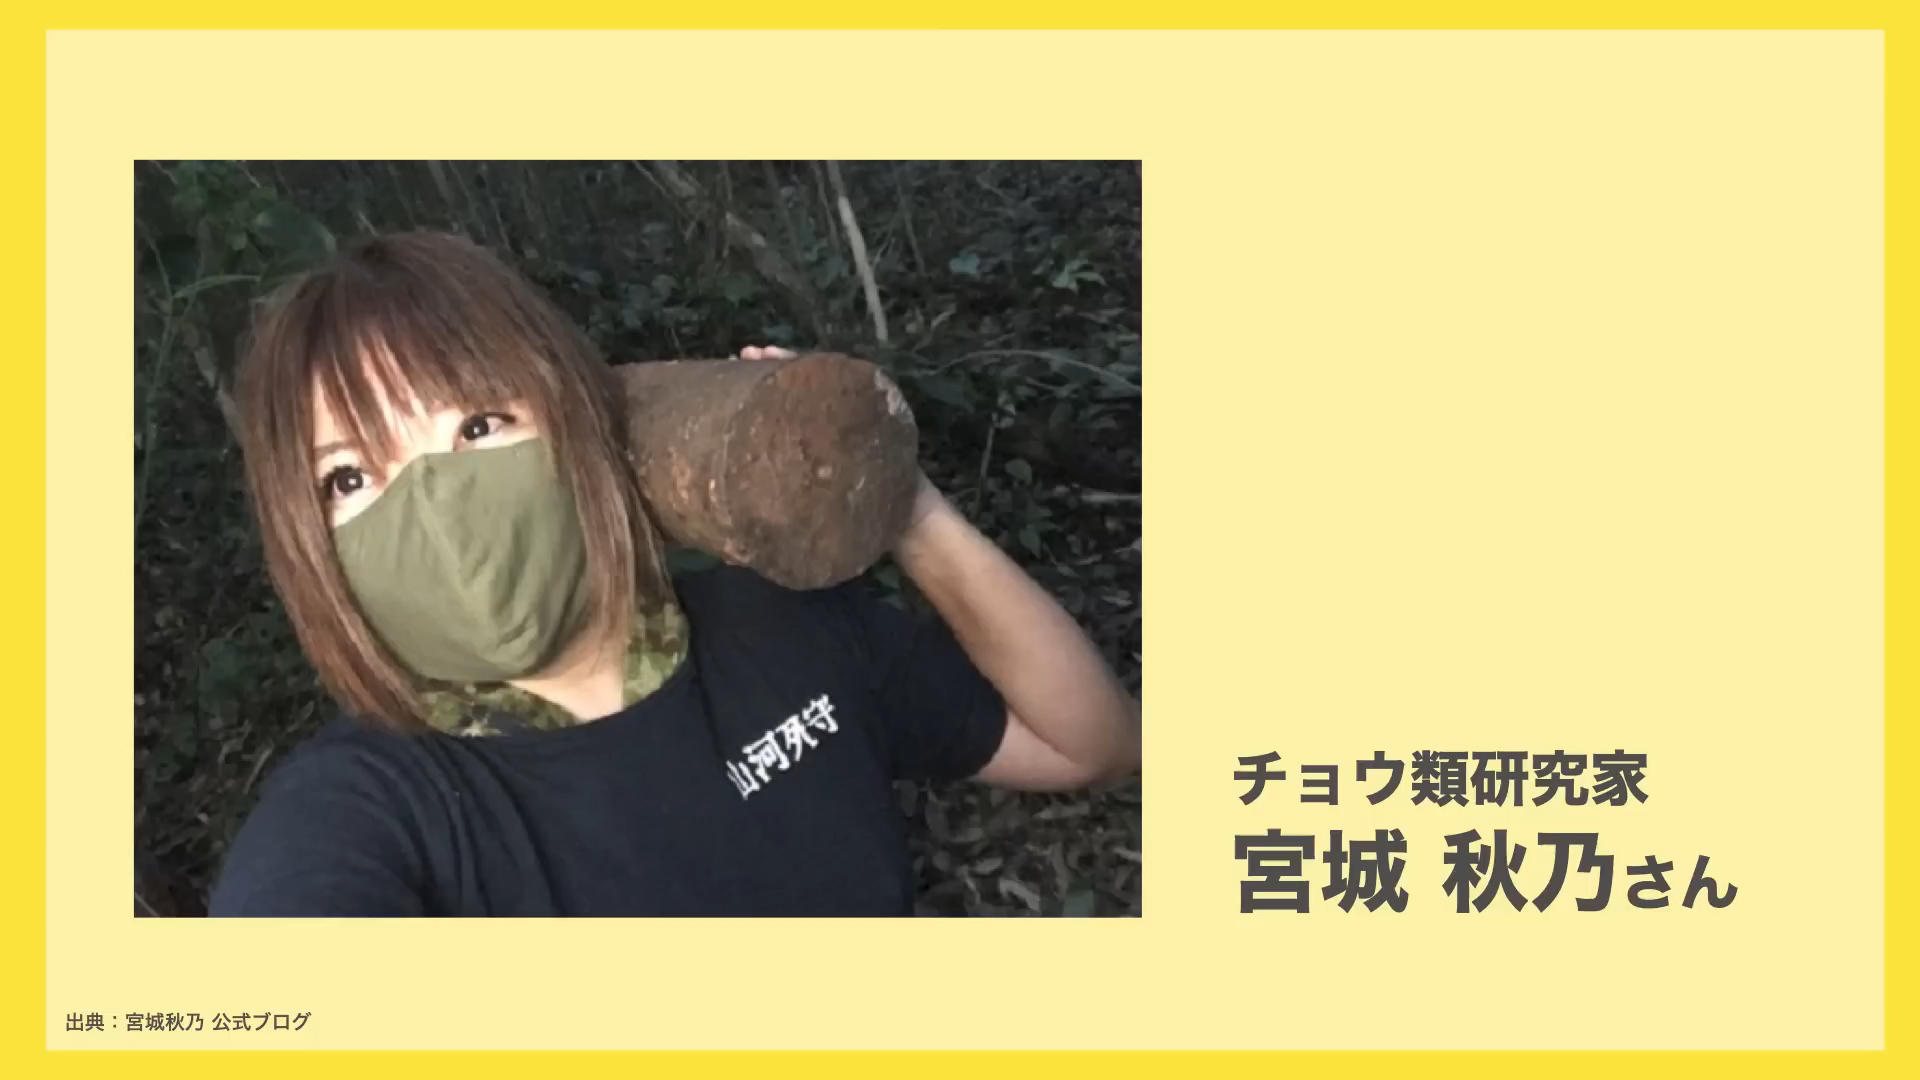 山河死守
チョウ類研究家
宮城 秋乃さん
出典：宮城秋乃 公式ブログ